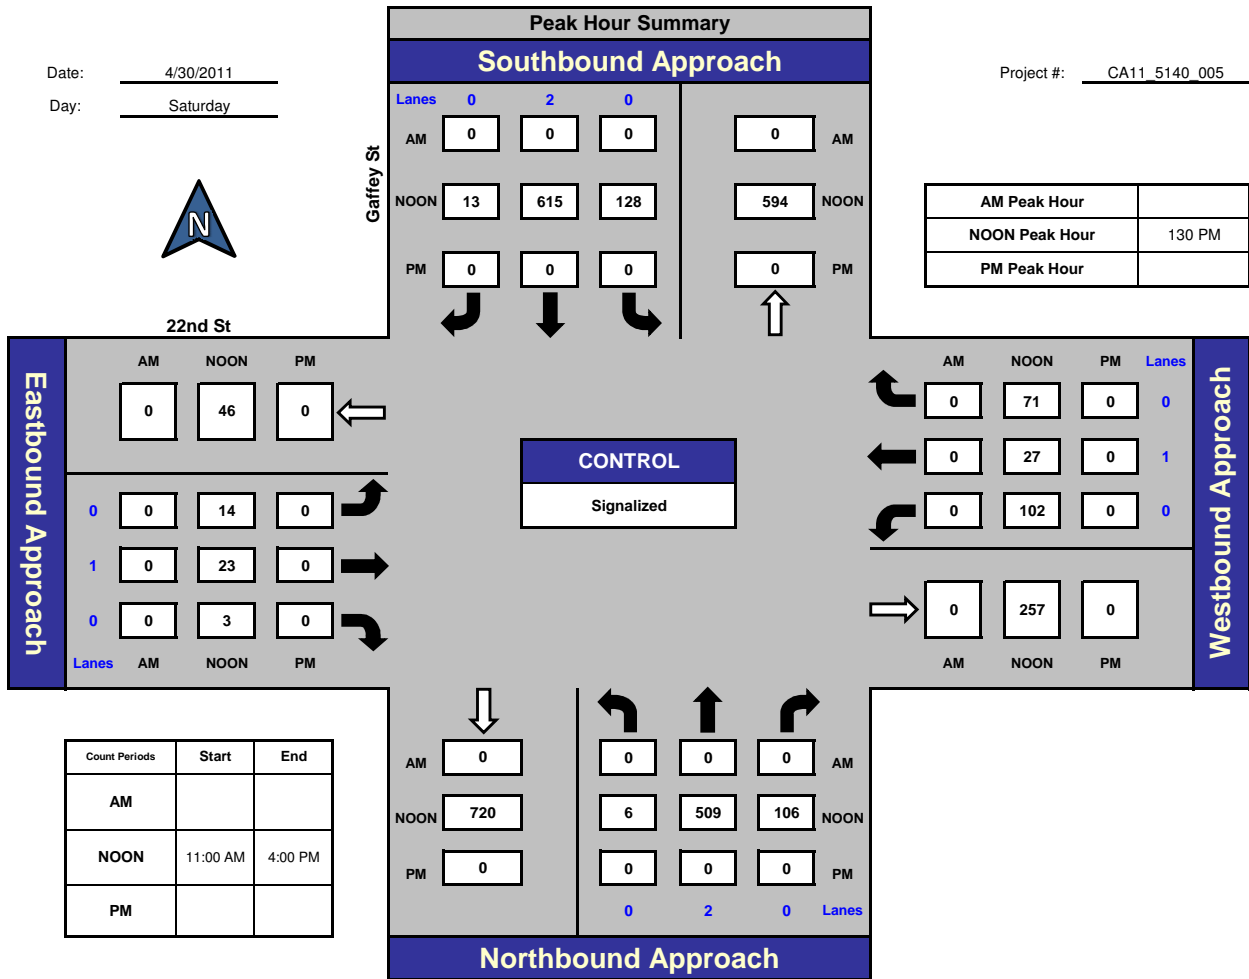 Peak Hour Summary
Southbound Approach
Date: 4/30/2011
Project #: CA11_5140_005
Day: Saturday
Lanes 0 2 0
AM 0 0 0 0 AM
Gaffey St
NOON 13 615 128 594 NOON
PM 0 0 0 0 PM
N
AM Peak Hour
NOON Peak Hour 130 PM
PM Peak Hour
22nd St
Eastbound Approach
AM NOON PM
0 46 0
0 0 14 0
1 0 23 0
0 0 3 0
Lanes AM NOON PM
CONTROL
Signalized
AM NOON PM Lanes
0 71 0 0
0 27 0 1
0 102 0 0
0 257 0
AM NOON PM
Westbound Approach
Count Periods Start End
AM
NOON 11:00 AM 4:00 PM
PM
AM 0 0 0 0 AM
NOON 720 6 509 106 NOON
PM 0 0 0 0 PM
0 2 0 Lanes
Northbound Approach